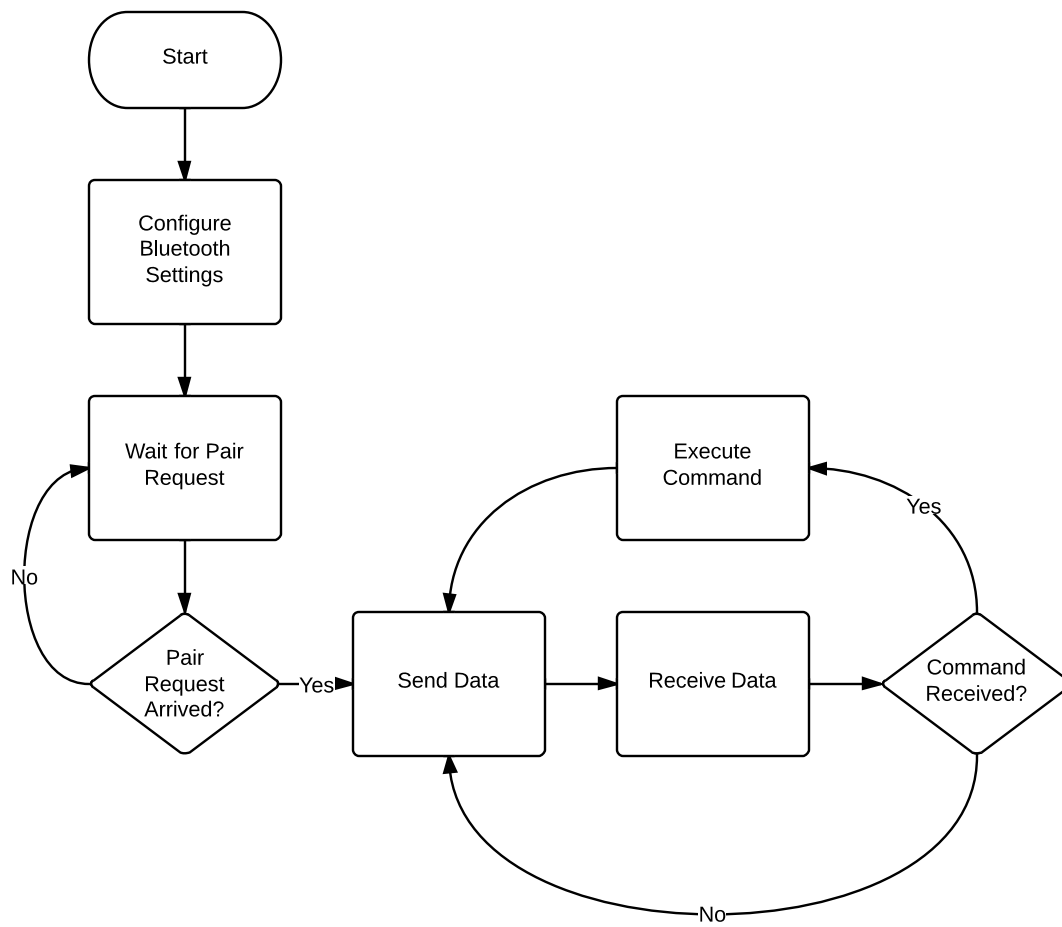 Start
Configure
Bluetooth
Settings
Wait for Pair
Request
No
Pair
Request
Arrived?
Yes
Send Data
Receive Data
Command
Received?
Yes
Execute
Command
No